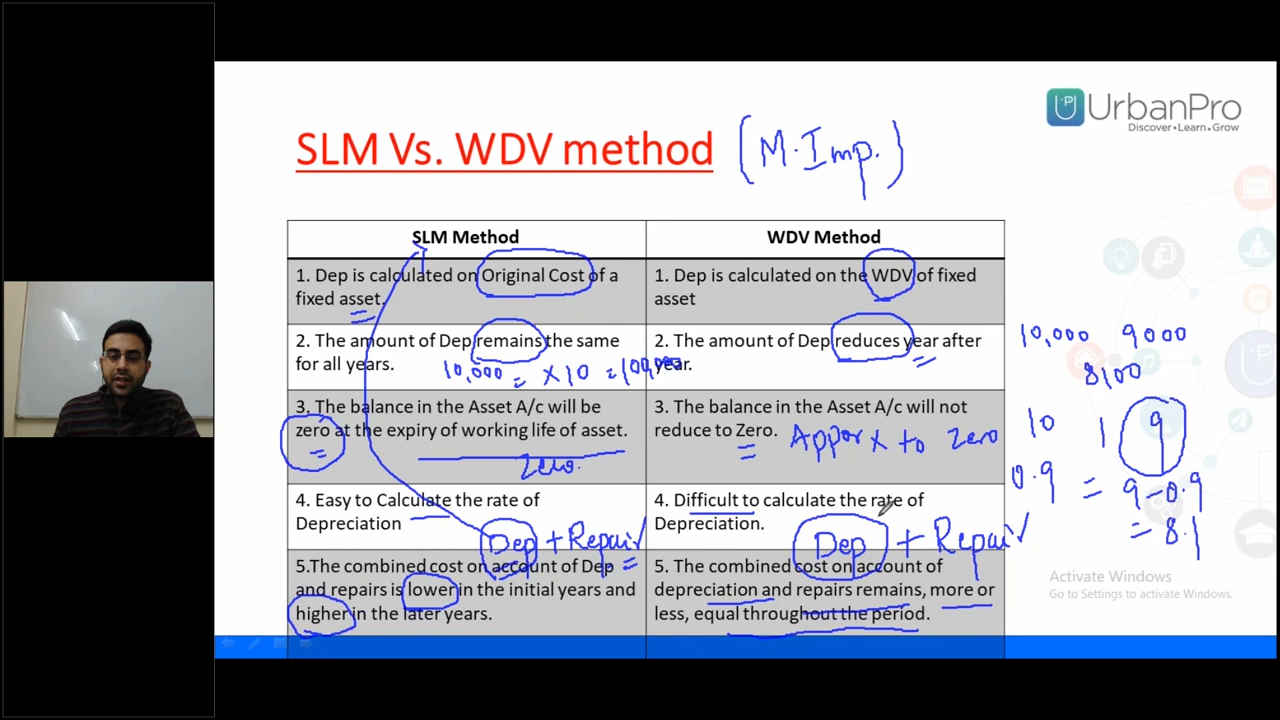 UrbanPro
Discover • Learn • Grow
SLM Vs. WDV method (M. Imp.)
SLM Method
WDV Method
1. Dep is calculated on Original Cost of a
fixed asset.
1. Dep is calculated on the WDV of fixed
asset
2. The amount of Dep remains the same
for all years.
10,000 = x 10 = 100,000
2. The amount of Dep reduces year after
year.
10,000 9000
8100
3. The balance in the Asset A/c will be
zero at the expiry of working life of asset.
Zero.
3. The balance in the Asset A/c will not
reduce to Zero. Appor x to Zero
10 1 9
0.9 = 9-0.9
= 8.1
4. Easy to Calculate the rate of
Depreciation
Dep + Repair
4. Difficult to calculate the rate of
Depreciation.
Dep + Repair
5.The combined cost on account of Dep
and repairs is lower in the initial years and
higher in the later years.
5. The combined cost on account of
depreciation and repairs remains, more or
less, equal throughout the period.
Activate Windows
Go to Settings to activate Windows.